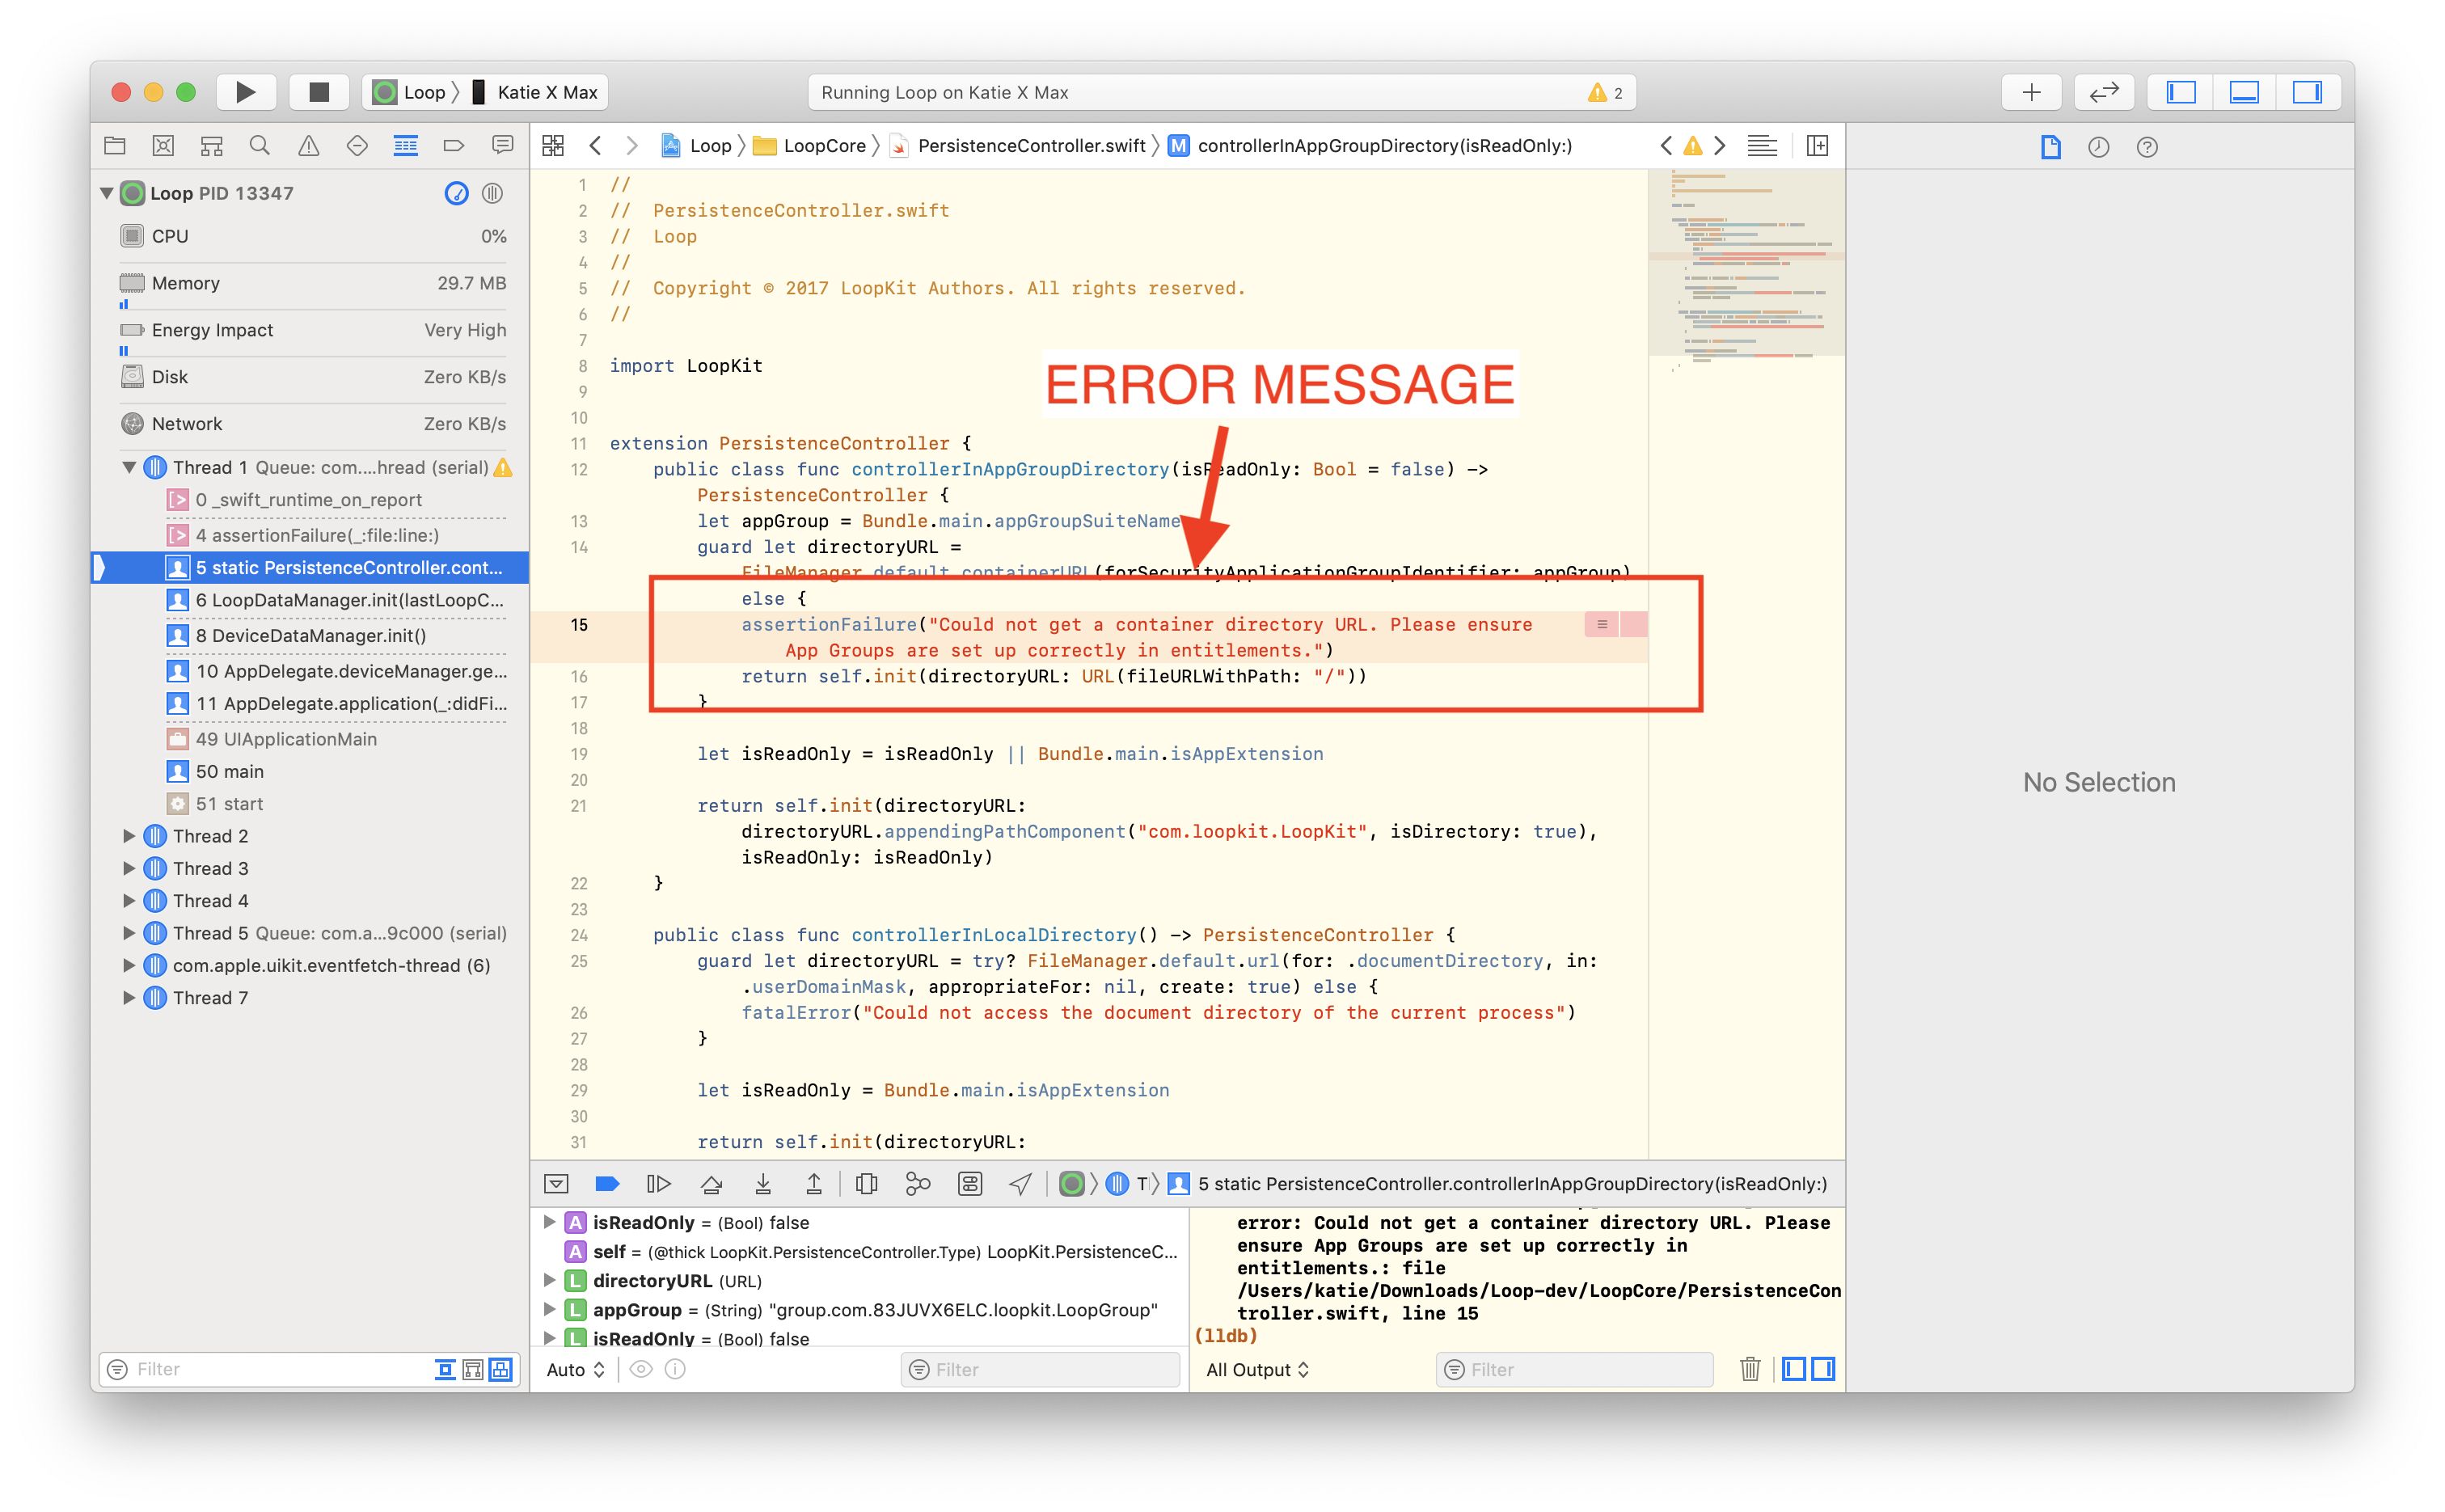 Loop 〉 Katie X Max
Running Loop on Katie X Max
2
Loop 〉 LoopCore 〉 PersistenceController.swift 〉 M controllerInAppGroupDirectory(isReadOnly:)
Loop PID 13347
CPU 0%
Memory 29.7 MB
Energy Impact Very High
Disk Zero KB/s
Network Zero KB/s
Thread 1 Queue: com....hread (serial)
0 _swift_runtime_on_report
4 assertionFailure(_:file:line:)
5 static PersistenceController.cont...
6 LoopDataManager.init(lastLoopC...
8 DeviceDataManager.init()
10 AppDelegate.deviceManager.ge...
11 AppDelegate.application(_:didFi...
49 UIApplicationMain
50 main
51 start
Thread 2
Thread 3
Thread 4
Thread 5 Queue: com.a...9c000 (serial)
com.apple.uikit.eventfetch-thread (6)
Thread 7
Filter
1 //
2 // PersistenceController.swift
3 // Loop
4 //
5 // Copyright © 2017 LoopKit Authors. All rights reserved.
6 //
7
8 import LoopKit
9
ERROR MESSAGE
10
11 extension PersistenceController {
12 public class func controllerInAppGroupDirectory(isReadOnly: Bool = false) ->
PersistenceController {
13 let appGroup = Bundle.main.appGroupSuiteName
14 guard let directoryURL =
FileManager.default.containerURL(forSecurityApplicationGroupIdentifier: appGroup)
else {
15 assertionFailure("Could not get a container directory URL. Please ensure
App Groups are set up correctly in entitlements.")
16 return self.init(directoryURL: URL(fileURLWithPath: "/"))
17 }
18
19 let isReadOnly = isReadOnly || Bundle.main.isAppExtension
20
21 return self.init(directoryURL:
directoryURL.appendingPathComponent("com.loopkit.LoopKit", isDirectory: true),
isReadOnly: isReadOnly)
22 }
23
24 public class func controllerInLocalDirectory() -> PersistenceController {
25 guard let directoryURL = try? FileManager.default.url(for: .documentDirectory, in:
.userDomainMask, appropriateFor: nil, create: true) else {
26 fatalError("Could not access the document directory of the current process")
27 }
28
29 let isReadOnly = Bundle.main.isAppExtension
30
31 return self.init(directoryURL:
No Selection
T 〉 5 static PersistenceController.controllerInAppGroupDirectory(isReadOnly:)
A isReadOnly = (Bool) false
A self = (@thick LoopKit.PersistenceController.Type) LoopKit.PersistenceC...
L directoryURL (URL)
L appGroup = (String) "group.com.83JUVX6ELC.loopkit.LoopGroup"
L isReadOnly = (Bool) false
Auto
Filter
error: Could not get a container directory URL. Please
ensure App Groups are set up correctly in
entitlements.: file
/Users/katie/Downloads/Loop-dev/LoopCore/PersistenceCon
troller.swift, line 15
(lldb)
All Output
Filter